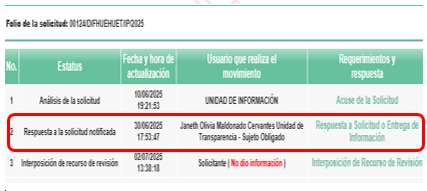 Folio de la solicitud: 00124/DIFHUEHUET/IP/2025
No. Estatus Fecha y hora de actualización Usuario que realiza el movimiento Requerimientos y respuesta
1 Análisis de la solicitud 10/06/2025 19:21:53 UNIDAD DE INFORMACIÓN Acuse de la Solicitud
2 Respuesta a la solicitud notificada 30/06/2025 17:53:47 Janeth Olivia Maldonado Cervantes Unidad de Transparencia - Sujeto Obligado Respuesta a Solicitud o Entrega de Información
3 Interposición de recurso de revisión 02/07/2025 13:38:18 Solicitante ( No dio información ) Interposición de Recurso de Revisión